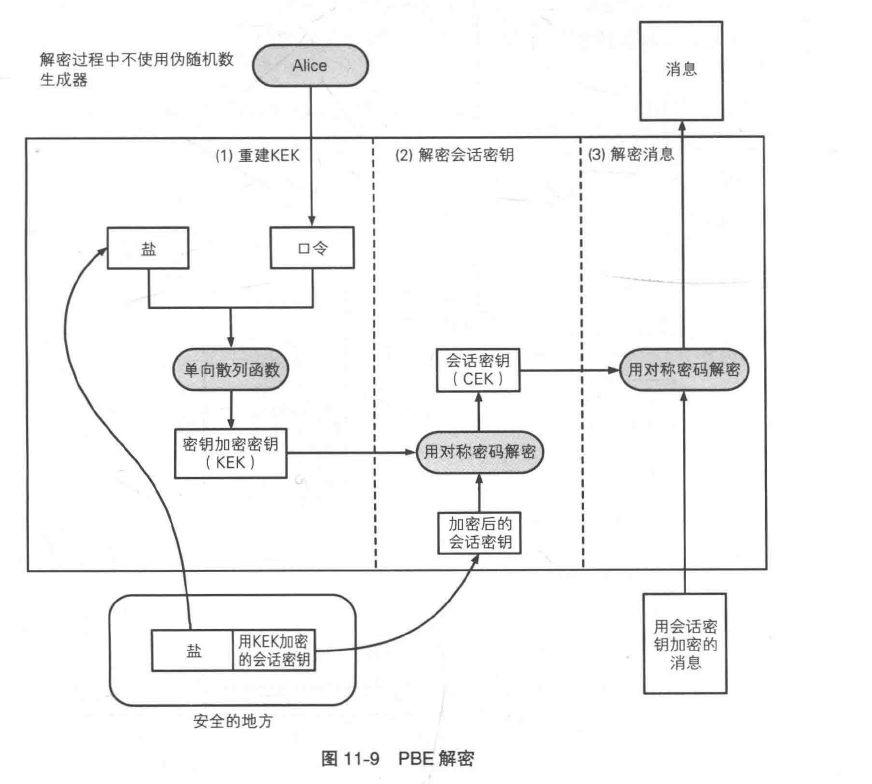 解密过程中不使用伪随机数
生成器
Alice
消息
(1) 重建KEK
(2) 解密会话密钥
(3) 解密消息
盐
口令
单向散列函数
会话密钥
（CEK）
用对称密码解密
密钥加密密钥
（KEK）
用对称密码解密
加密后的
会话密钥
盐
用KEK加密
的会话密钥
用会话密
钥加密的
消息
安全的地方
图 11-9 PBE 解密